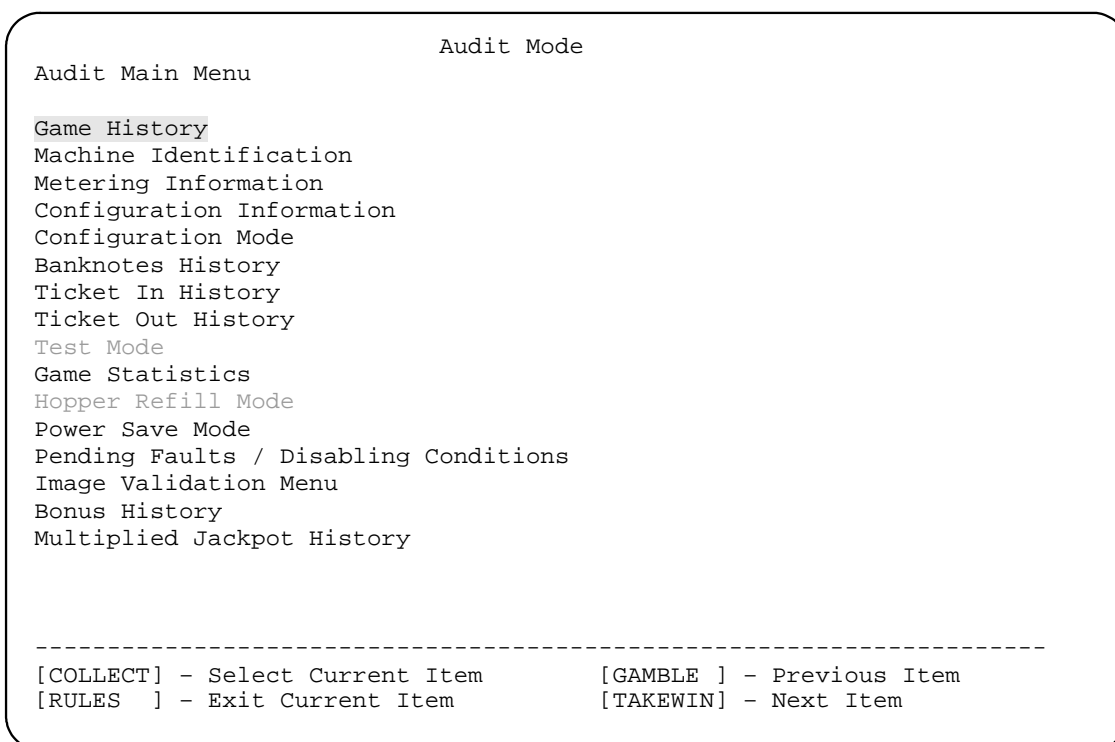 Audit Mode
Audit Main Menu
Game History
Machine Identification
Metering Information
Configuration Information
Configuration Mode
Banknotes History
Ticket In History
Ticket Out History
Test Mode
Game Statistics
Hopper Refill Mode
Power Save Mode
Pending Faults / Disabling Conditions
Image Validation Menu
Bonus History
Multiplied Jackpot History
----------------------------------------------------------------------
[COLLECT] – Select Current Item [GAMBLE ] – Previous Item
[RULES  ] – Exit Current Item [TAKEWIN] – Next Item